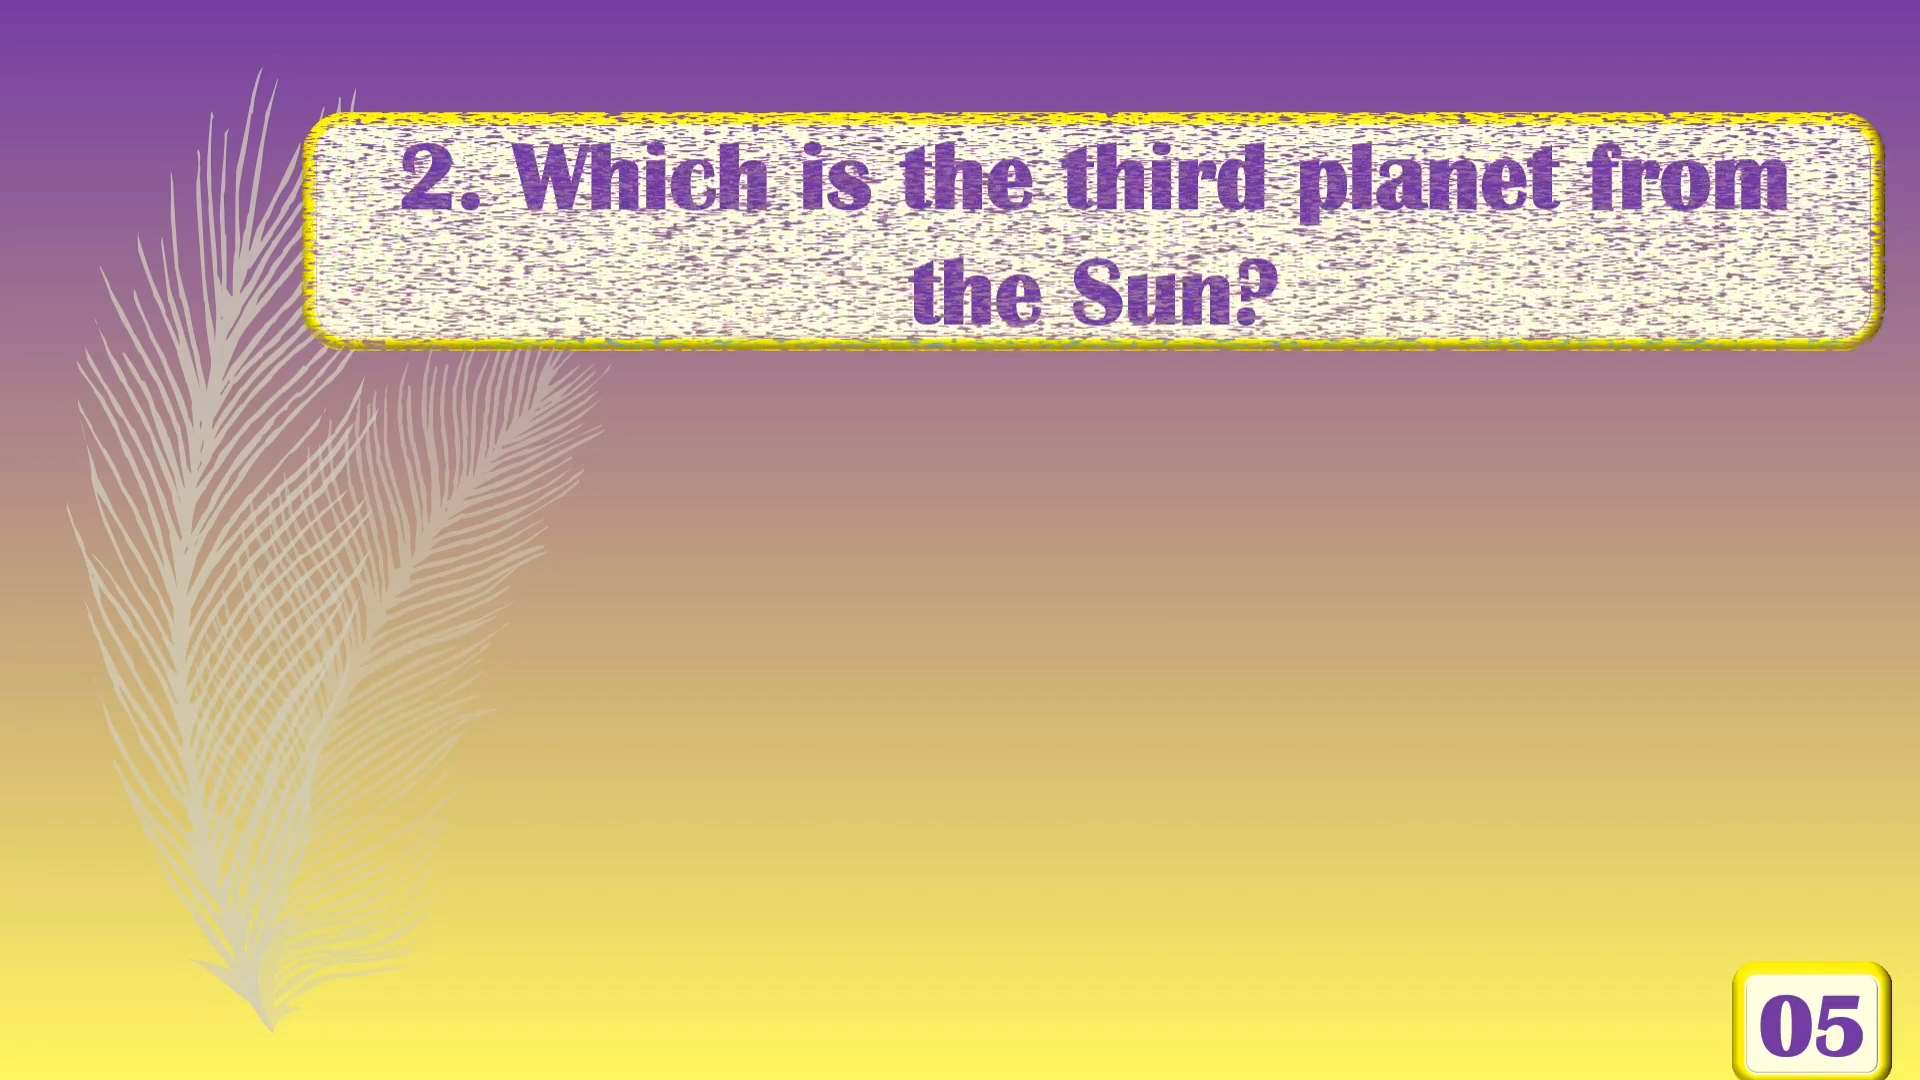 2. Which is the third planet from
the Sun?
05